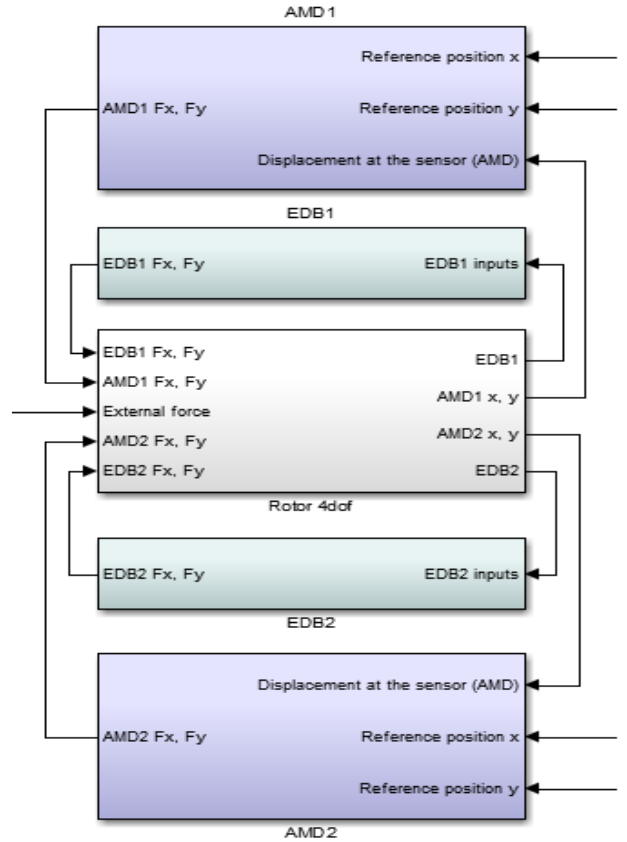 AMD1
Reference position x
AMD1 Fx, Fy
Reference position y
Displacement at the sensor (AMD)
EDB1
EDB1 Fx, Fy
EDB1 inputs
EDB1 Fx, Fy
AMD1 Fx, Fy
External force
AMD2 Fx, Fy
EDB2 Fx, Fy
EDB1
AMD1 x, y
AMD2 x, y
EDB2
Rotor 4dof
EDB2 Fx, Fy
EDB2 inputs
EDB2
Displacement at the sensor (AMD)
AMD2 Fx, Fy
Reference position x
Reference position y
AMD2